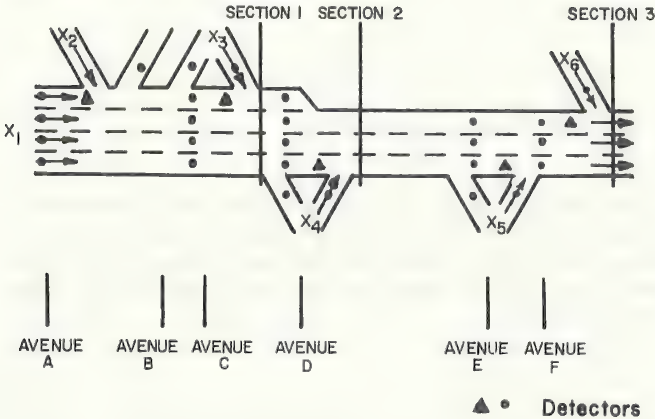 SECTION 1 SECTION 2 SECTION 3
X2 X3 X6
X1
X4 X5
AVENUE A
AVENUE B
AVENUE C
AVENUE D
AVENUE E
AVENUE F
Detectors